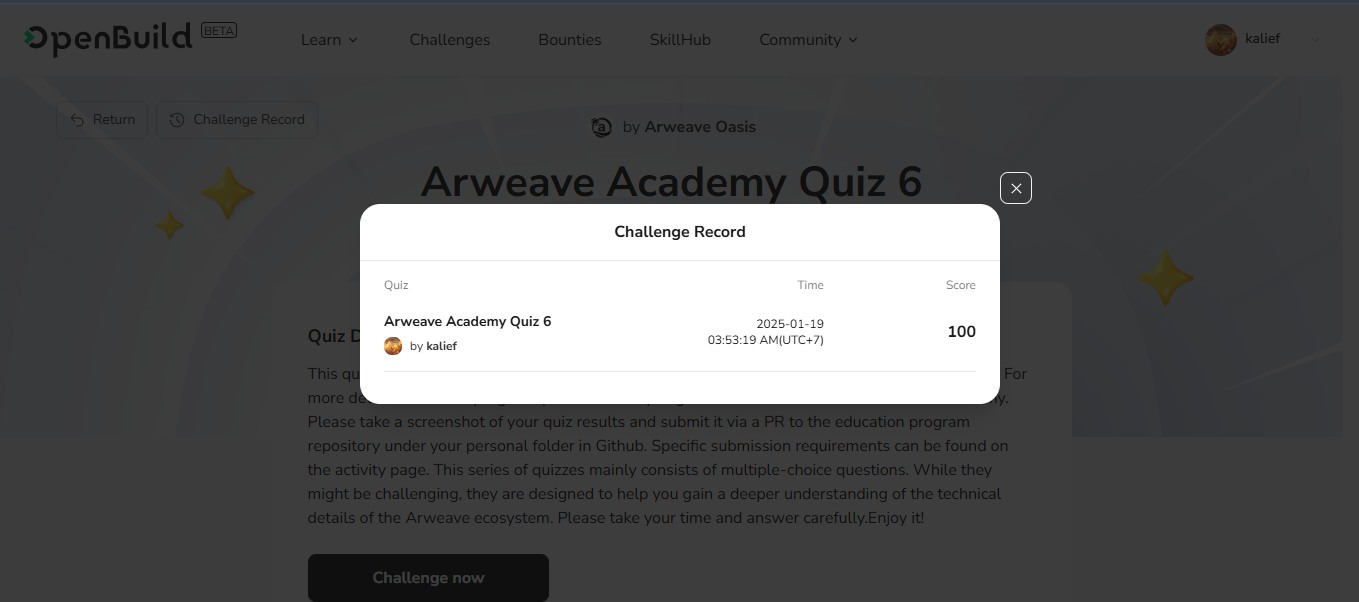 OpenBuild BETA
Learn Challenges Bounties SkillHub Community kalief
Return Challenge Record
by Arweave Oasis
Arweave Academy Quiz 6
Challenge Record
Quiz Time Score
Arweave Academy Quiz 6
by kalief
2025-01-19
03:53:19 AM(UTC+7)
100
Quiz
This For
more
Please take a screenshot of your quiz results and submit it via a PR to the education program
repository under your personal folder in Github. Specific submission requirements can be found on
the activity page. This series of quizzes mainly consists of multiple-choice questions. While they
might be challenging, they are designed to help you gain a deeper understanding of the technical
details of the Arweave ecosystem. Please take your time and answer carefully.Enjoy it!
Challenge now